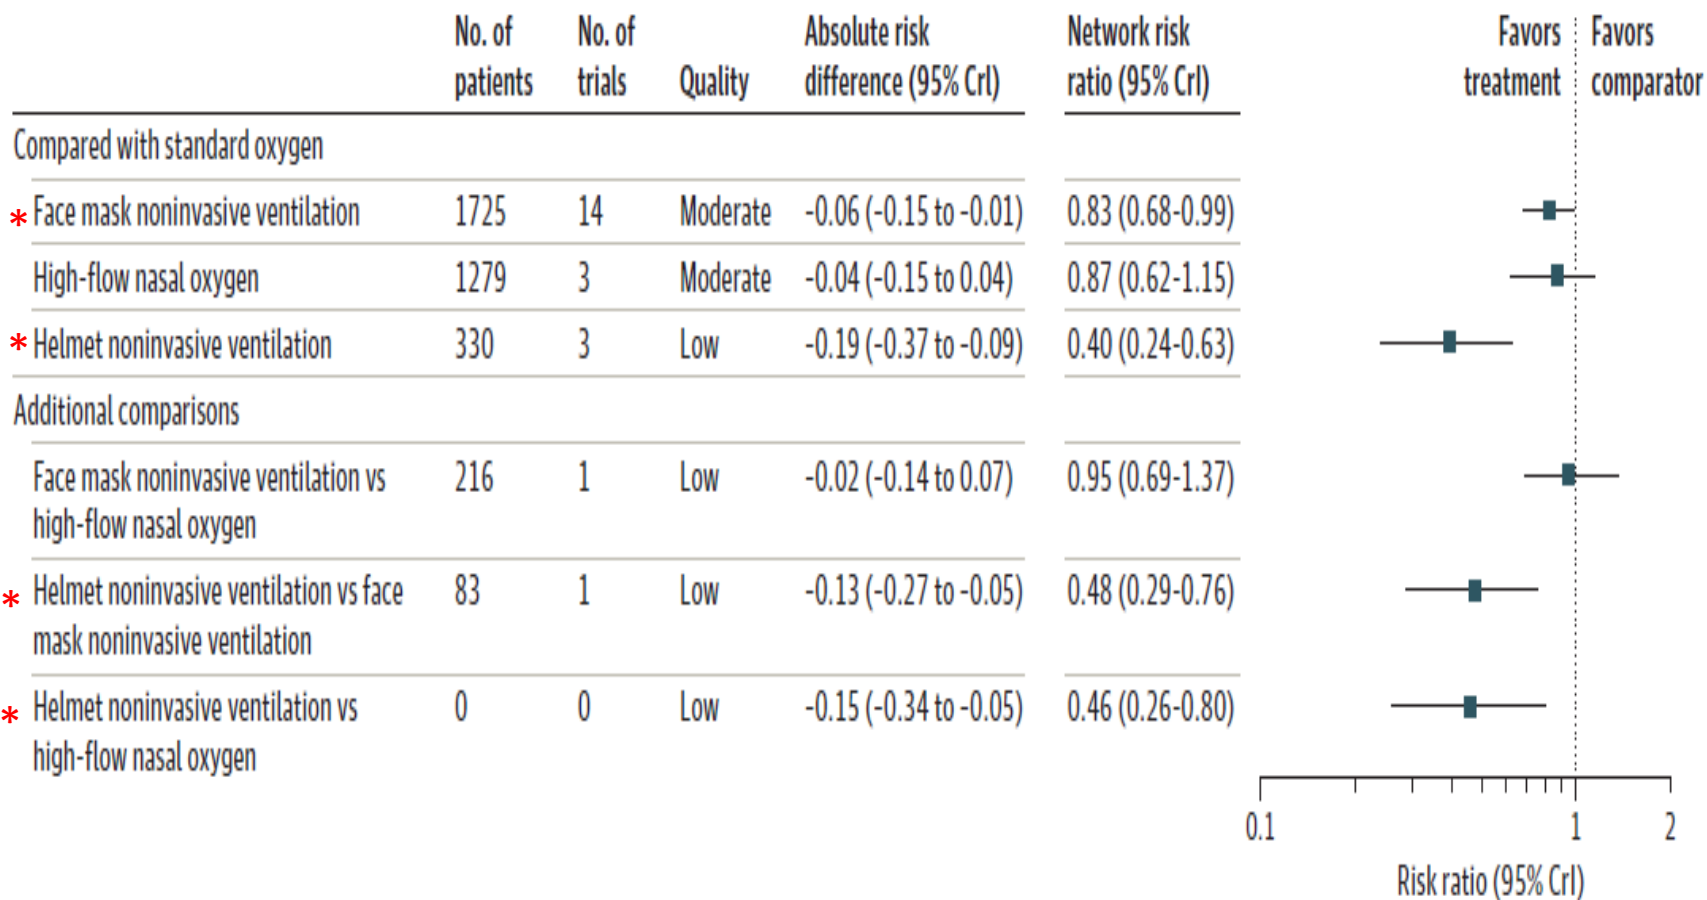 No. of No. of Absolute risk Network risk Favors Favors
patients trials Quality difference (95% CrI) ratio (95% CrI) treatment comparator
Compared with standard oxygen
* Face mask noninvasive ventilation 1725 14 Moderate -0.06 (-0.15 to -0.01) 0.83 (0.68-0.99)
High-flow nasal oxygen 1279 3 Moderate -0.04 (-0.15 to 0.04) 0.87 (0.62-1.15)
* Helmet noninvasive ventilation 330 3 Low -0.19 (-0.37 to -0.09) 0.40 (0.24-0.63)
Additional comparisons
Face mask noninvasive ventilation vs 216 1 Low -0.02 (-0.14 to 0.07) 0.95 (0.69-1.37)
high-flow nasal oxygen
* Helmet noninvasive ventilation vs face 83 1 Low -0.13 (-0.27 to -0.05) 0.48 (0.29-0.76)
mask noninvasive ventilation
* Helmet noninvasive ventilation vs 0 0 Low -0.15 (-0.34 to -0.05) 0.46 (0.26-0.80)
high-flow nasal oxygen
0.1 1 2
Risk ratio (95% CrI)